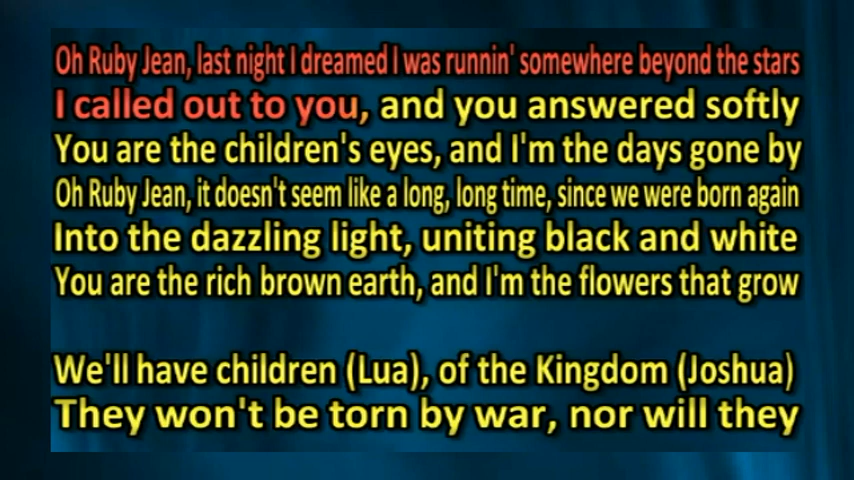 Oh Ruby Jean, last night I dreamed I was runnin' somewhere beyond the stars
I called out to you, and you answered softly
You are the children's eyes, and I'm the days gone by
Oh Ruby Jean, it doesn't seem like a long, long time, since we were born again
Into the dazzling light, uniting black and white
You are the rich brown earth, and I'm the flowers that grow
We'll have children (Lua), of the Kingdom (Joshua)
They won't be torn by war, nor will they